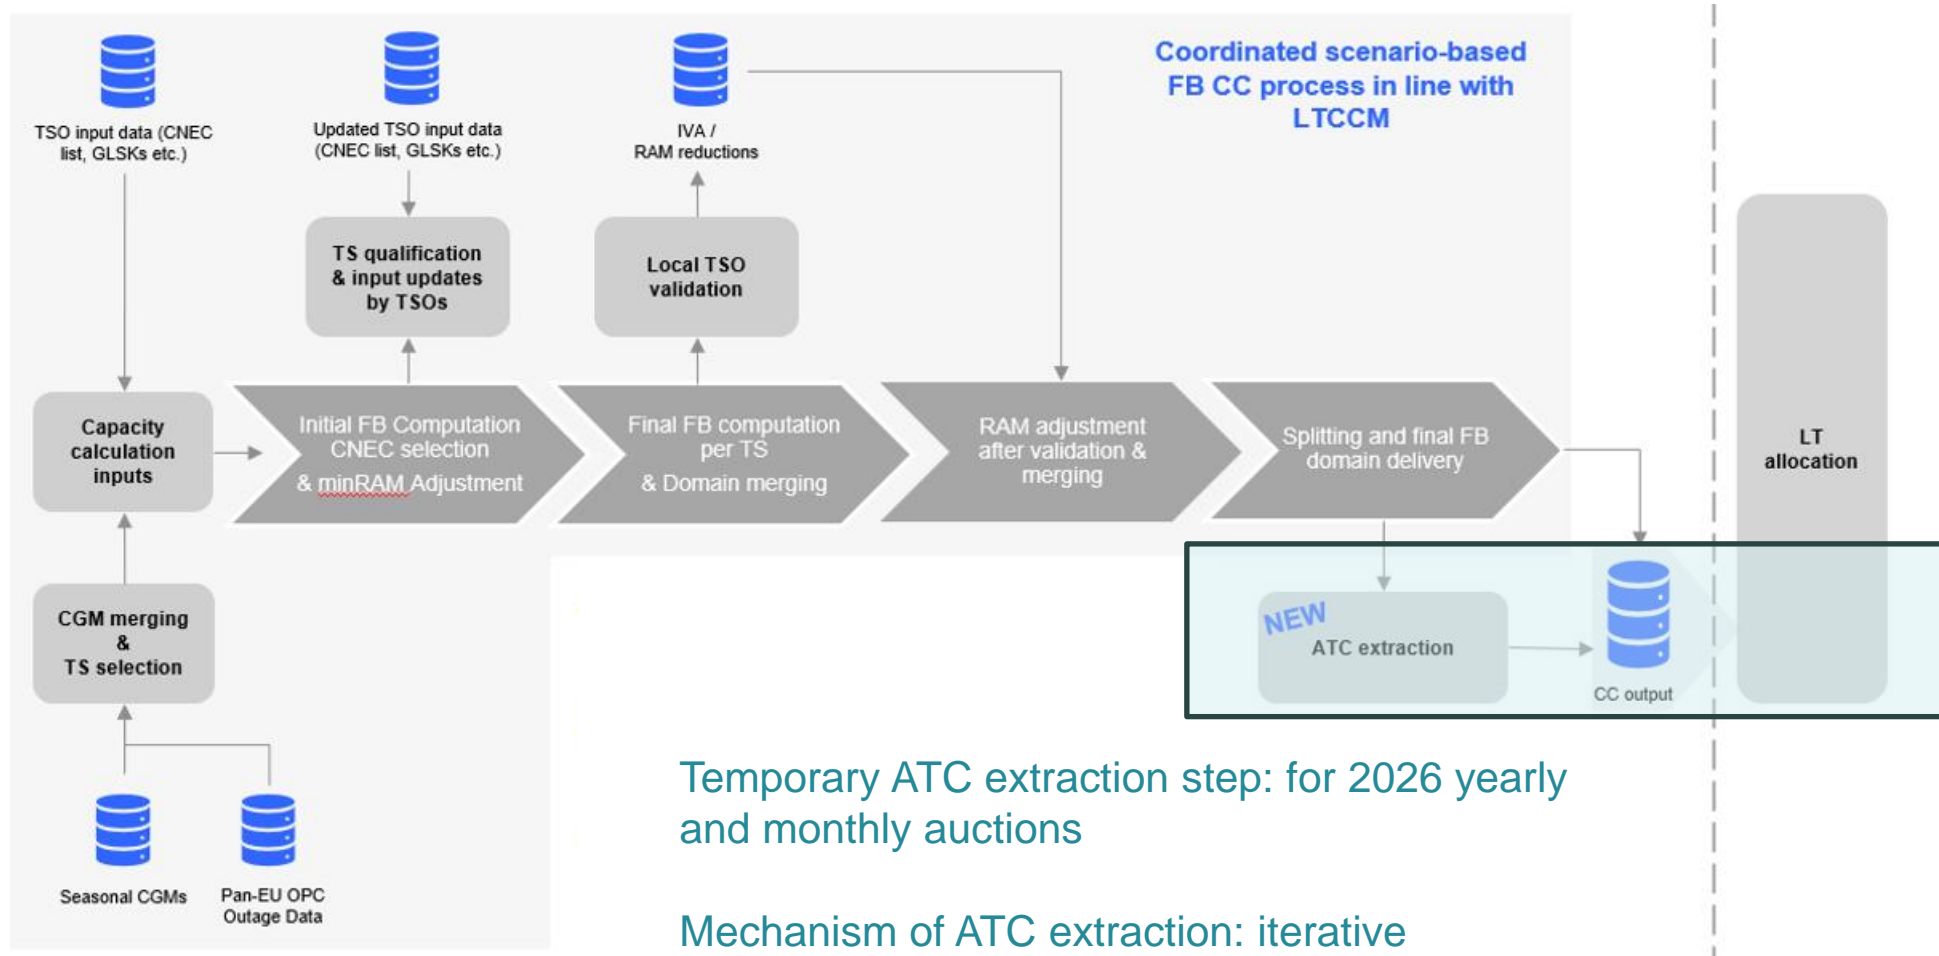 Coordinated scenario-based
FB CC process in line with
LTCCM
TSO input data (CNEC
list, GLSKs etc.)
Updated TSO input data
(CNEC list, GLSKs etc.)
IVA /
RAM reductions
TS qualification
& input updates
by TSOs
Local TSO
validation
Capacity
calculation
inputs
Initial FB Computation
CNEC selection
& minRAM Adjustment
Final FB computation
per TS
& Domain merging
RAM adjustment
after validation &
merging
Splitting and final FB
domain delivery
LT
allocation
CGM merging
&
TS selection
NEW
ATC extraction
CC output
Seasonal CGMs
Pan-EU OPC
Outage Data
Temporary ATC extraction step: for 2026 yearly
and monthly auctions
Mechanism of ATC extraction: iterative